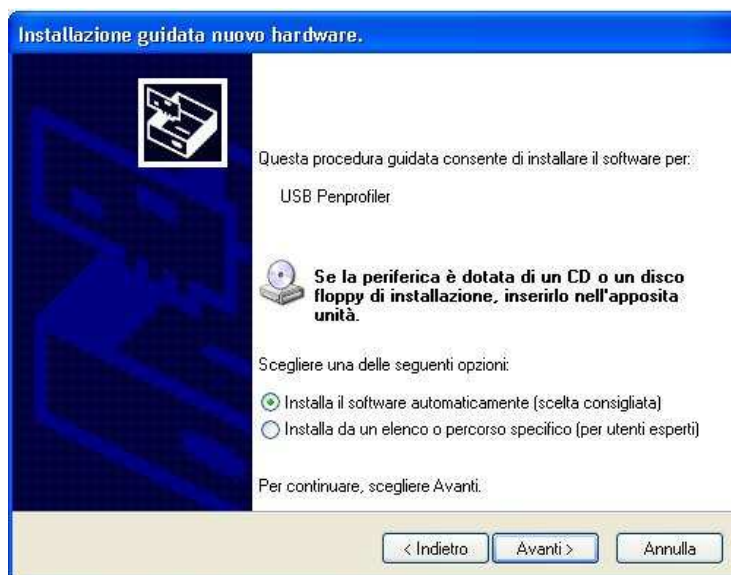 Installazione guidata nuovo hardware.
Questa procedura guidata consente di installare il software per:
USB Penprofiler
Se la periferica è dotata di un CD o un disco
floppy di installazione, inserirlo nell'apposita
unità.
Scegliere una delle seguenti opzioni:
Installa il software automaticamente (scelta consigliata)
Installa da un elenco o percorso specifico (per utenti esperti)
Per continuare, scegliere Avanti.
< Indietro
Avanti >
Annulla